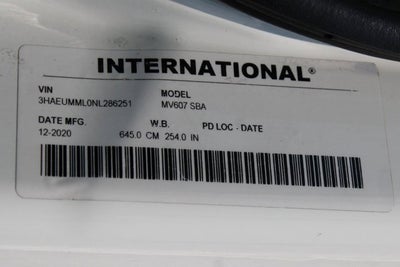 INTERNATIONAL®
VIN MODEL
3HAEUMML0NL286251 MV607 SBA
DATE MFG. W.B. PD LOC - DATE
12-2020 645.0 CM 254.0 IN